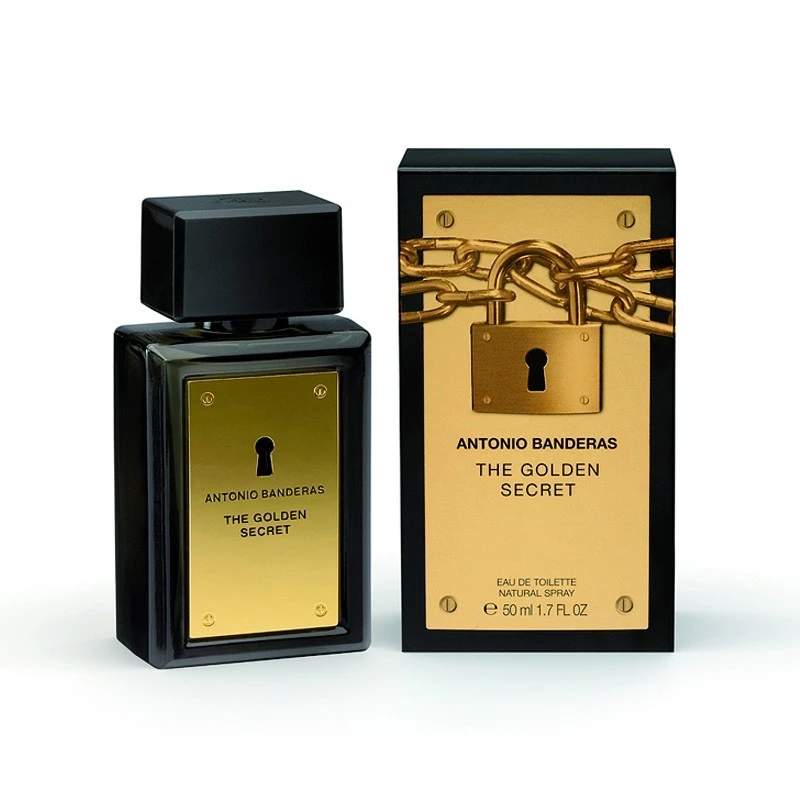 ANTONIO BANDERAS
THE GOLDEN
SECRET
ANTONIO BANDERAS
THE GOLDEN
SECRET
EAU DE TOILETTE
NATURAL SPRAY
℮ 50 ml 1.7 FL OZ